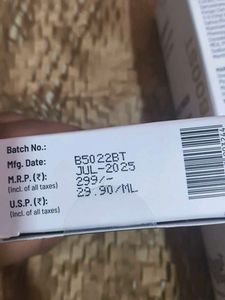 Batch No.: B5022BT
Mfg. Date: JUL-2025
M.R.P. (₹): 299/-
(Incl. of all taxes)
U.S.P. (₹): 29.90/ML
(Incl. of all taxes)